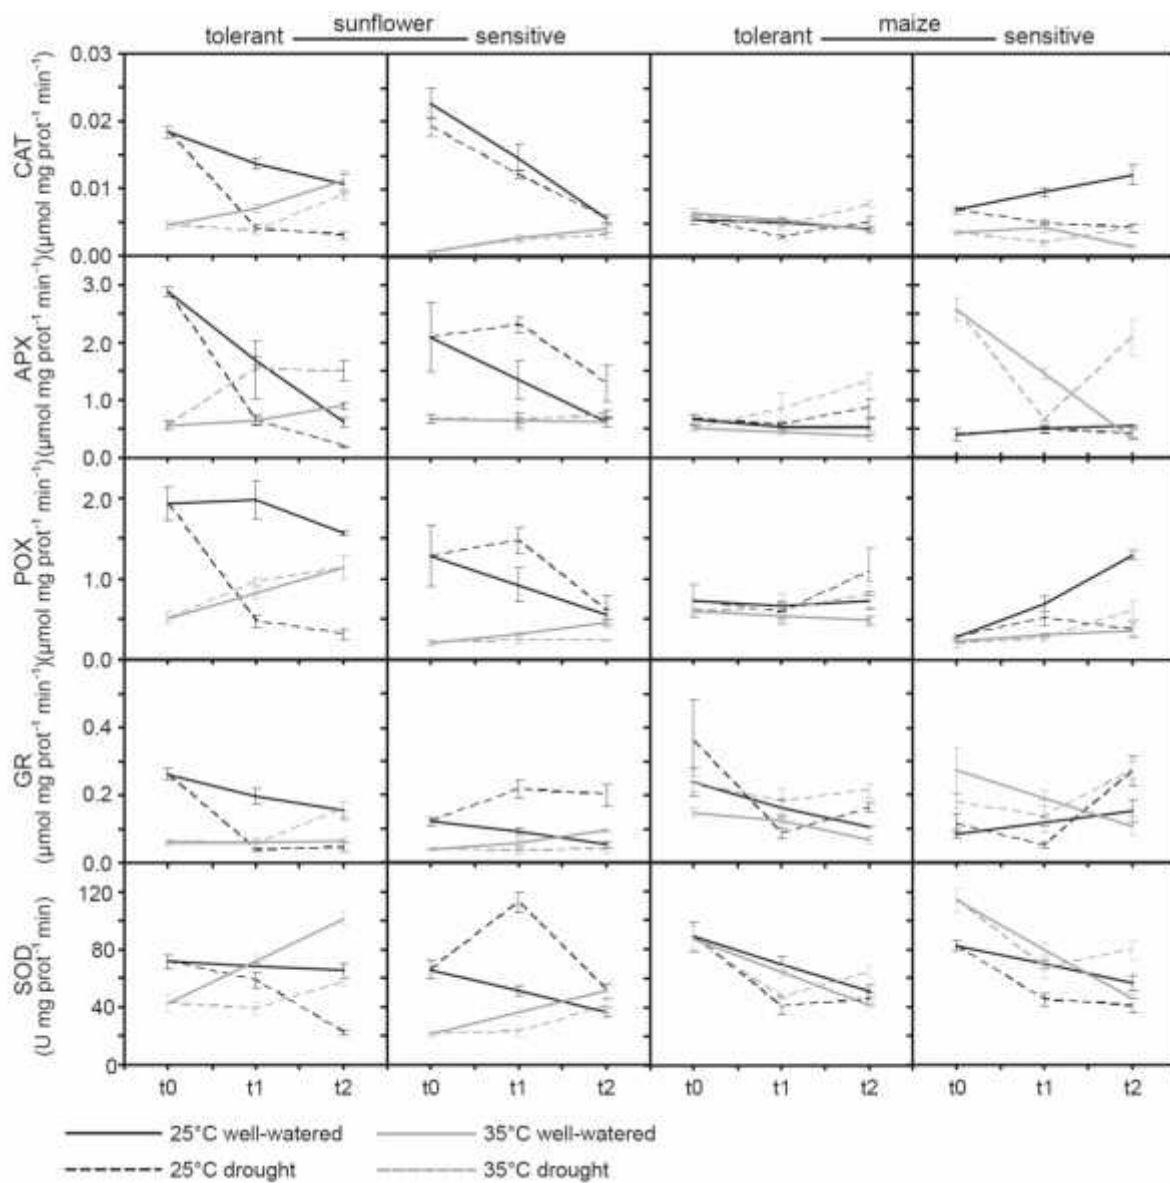 sunflower maize
tolerant sensitive tolerant sensitive
CAT
(μmol mg prot⁻¹ min⁻¹)
0.03
0.02
0.01
0.00
APX
(μmol mg prot⁻¹ min⁻¹)
3.0
2.0
1.0
0.0
POX
(μmol mg prot⁻¹ min⁻¹)
2.0
1.0
0.0
GR
(μmol mg prot⁻¹ min⁻¹)
0.4
0.2
0.0
SOD
(U mg prot⁻¹ min)
120
80
40
0
t0 t1 t2 t0 t1 t2 t0 t1 t2 t0 t1 t2
25°C well-watered 35°C well-watered
25°C drought 35°C drought